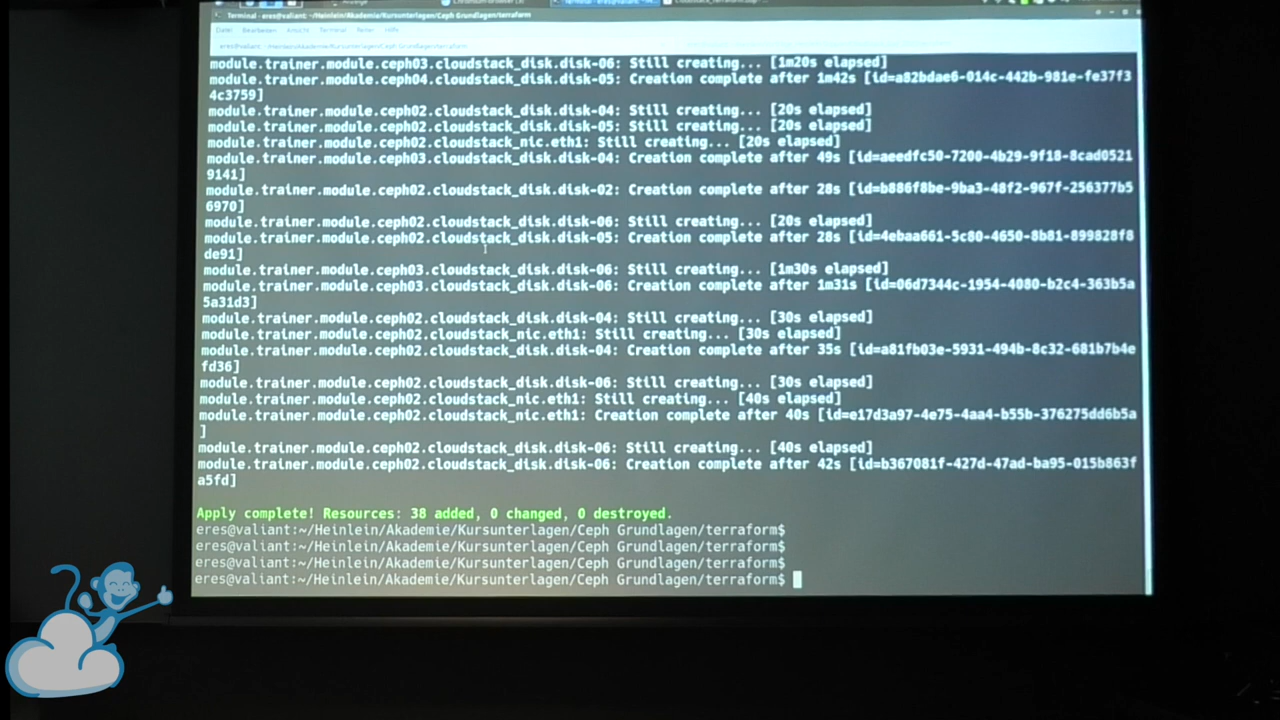 Terminal - eres@valiant: ~/Heinlein/Akademie/Kursunterlagen/Ceph Grundlagen/terraform
Datei Bearbeiten Ansicht Terminal Reiter Hilfe
eres@valiant: ~/Heinlein/Akademie/Kursunterlagen/Ceph Grundlagen/terraform
module.trainer.module.ceph03.cloudstack_disk.disk-06: Still creating... [1m20s elapsed]
module.trainer.module.ceph04.cloudstack_disk.disk-05: Creation complete after 1m42s [id=a82bdae6-014c-442b-981e-fe37f3
4c3759]
module.trainer.module.ceph02.cloudstack_disk.disk-04: Still creating... [20s elapsed]
module.trainer.module.ceph02.cloudstack_disk.disk-05: Still creating... [20s elapsed]
module.trainer.module.ceph02.cloudstack_nic.eth1: Still creating... [20s elapsed]
module.trainer.module.ceph03.cloudstack_disk.disk-04: Creation complete after 49s [id=aeedfc50-7200-4b29-9f18-8cad0521
9141]
module.trainer.module.ceph02.cloudstack_disk.disk-02: Creation complete after 28s [id=b886f8be-9ba3-48f2-967f-256377b5
6970]
module.trainer.module.ceph02.cloudstack_disk.disk-06: Still creating... [20s elapsed]
module.trainer.module.ceph02.cloudstack_disk.disk-05: Creation complete after 28s [id=4ebaa661-5c80-4650-8b81-899828f8
de91]
module.trainer.module.ceph03.cloudstack_disk.disk-06: Still creating... [1m30s elapsed]
module.trainer.module.ceph03.cloudstack_disk.disk-06: Creation complete after 1m31s [id=06d7344c-1954-4080-b2c4-363b5a
5a31d3]
module.trainer.module.ceph02.cloudstack_disk.disk-04: Still creating... [30s elapsed]
module.trainer.module.ceph02.cloudstack_nic.eth1: Still creating... [30s elapsed]
module.trainer.module.ceph02.cloudstack_disk.disk-04: Creation complete after 35s [id=a81fb03e-5931-494b-8c32-681b7b4e
fd36]
module.trainer.module.ceph02.cloudstack_disk.disk-06: Still creating... [30s elapsed]
module.trainer.module.ceph02.cloudstack_nic.eth1: Still creating... [40s elapsed]
module.trainer.module.ceph02.cloudstack_nic.eth1: Creation complete after 40s [id=e17d3a97-4e75-4aa4-b55b-376275dd6b5a
]
module.trainer.module.ceph02.cloudstack_disk.disk-06: Still creating... [40s elapsed]
module.trainer.module.ceph02.cloudstack_disk.disk-06: Creation complete after 42s [id=b367081f-427d-47ad-ba95-015b863f
a5fd]
Apply complete! Resources: 38 added, 0 changed, 0 destroyed.
eres@valiant:~/Heinlein/Akademie/Kursunterlagen/Ceph Grundlagen/terraform$
eres@valiant:~/Heinlein/Akademie/Kursunterlagen/Ceph Grundlagen/terraform$
eres@valiant:~/Heinlein/Akademie/Kursunterlagen/Ceph Grundlagen/terraform$
eres@valiant:~/Heinlein/Akademie/Kursunterlagen/Ceph Grundlagen/terraform$